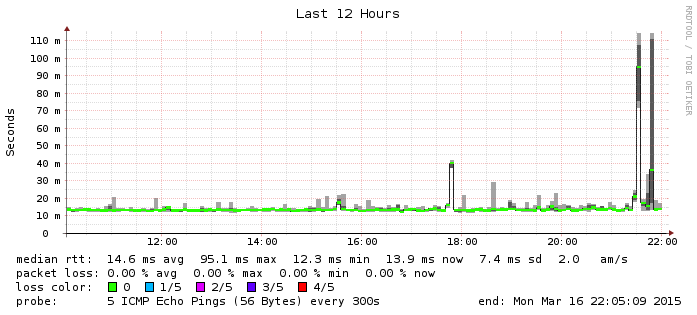 Last 12 Hours
RRDTOOL / TOBI OETIKER
Seconds
110 m
100 m
90 m
80 m
70 m
60 m
50 m
40 m
30 m
20 m
10 m
0
12:00 14:00 16:00 18:00 20:00 22:00
median rtt: 14.6 ms avg 95.1 ms max 12.3 ms min 13.9 ms now 7.4 ms sd 2.0 am/s
packet loss: 0.00 % avg 0.00 % max 0.00 % min 0.00 % now
loss color: 0 1/5 2/5 3/5 4/5
probe: 5 ICMP Echo Pings (56 Bytes) every 300s end: Mon Mar 16 22:05:09 2015